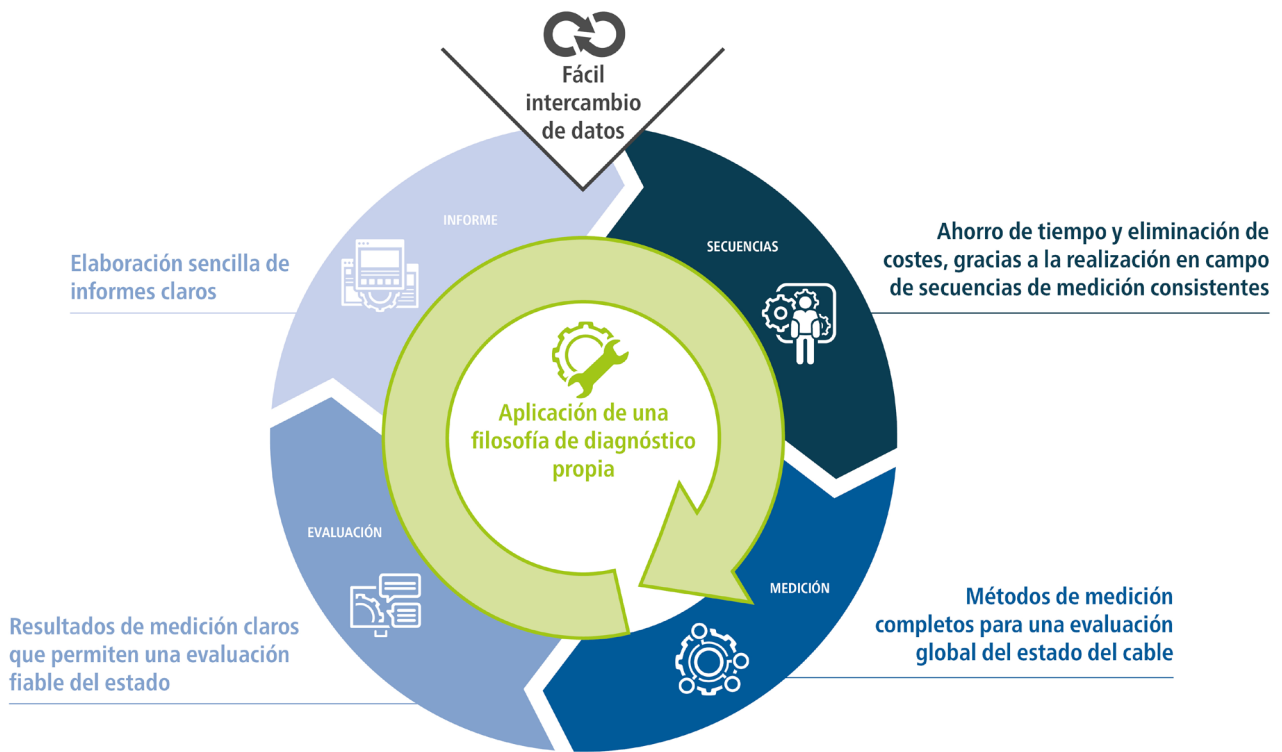 Fácil
intercambio
de datos
INFORME
SECUENCIAS
Elaboración sencilla de
informes claros
Ahorro de tiempo y eliminación de
costes, gracias a la realización en campo
de secuencias de medición consistentes
Aplicación de una
filosofía de diagnóstico
propia
EVALUACIÓN
MEDICIÓN
Resultados de medición claros
que permiten una evaluación
fiable del estado
Métodos de medición
completos para una evaluación
global del estado del cable